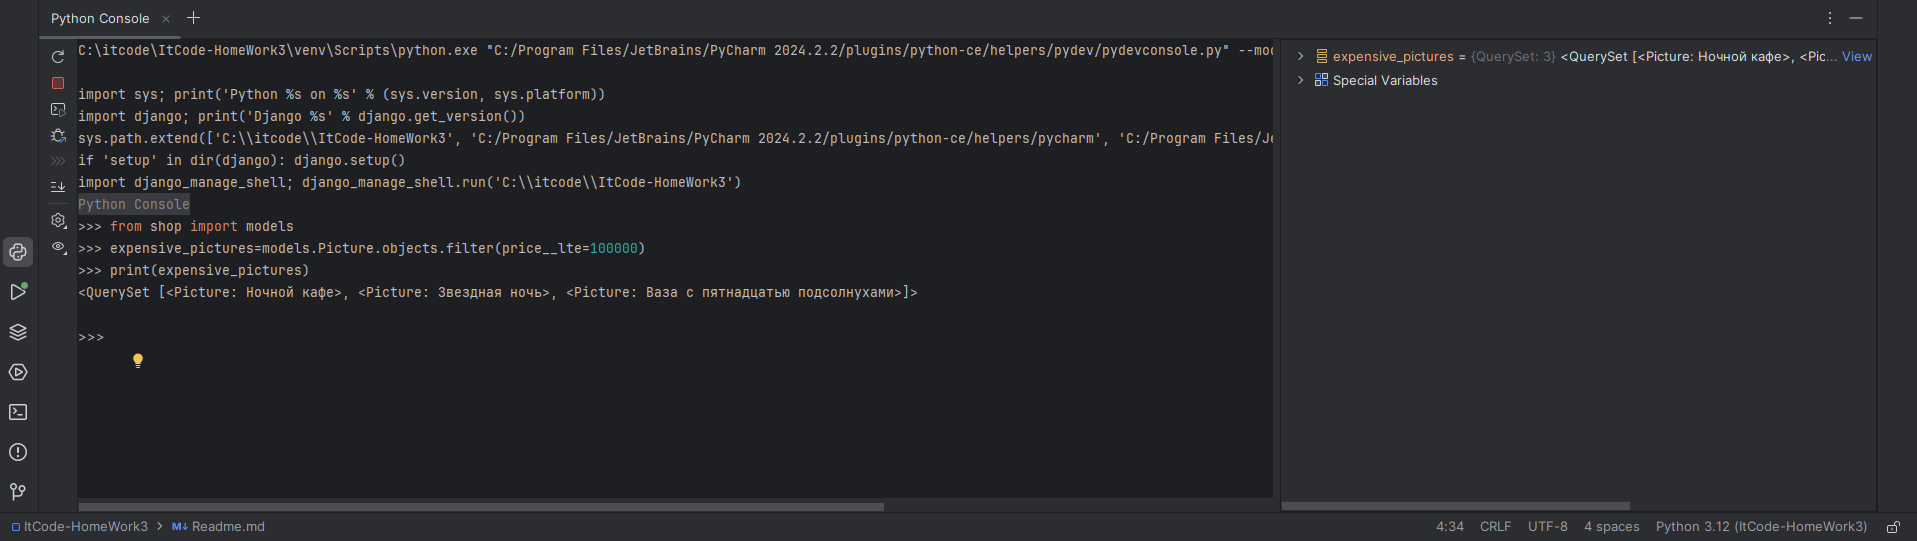 Python Console
C:\itcode\ItCode-HomeWork3\venv\Scripts\python.exe "C:/Program Files/JetBrains/PyCharm 2024.2.2/plugins/python-ce/helpers/pydev/pydevconsole.py" --mod
import sys; print('Python %s on %s' % (sys.version, sys.platform))
import django; print('Django %s' % django.get_version())
sys.path.extend(['C:\\itcode\\ItCode-HomeWork3', 'C:/Program Files/JetBrains/PyCharm 2024.2.2/plugins/python-ce/helpers/pycharm', 'C:/Program Files/Je
if 'setup' in dir(django): django.setup()
import django_manage_shell; django_manage_shell.run('C:\\itcode\\ItCode-HomeWork3')
Python Console
>>> from shop import models
>>> expensive_pictures=models.Picture.objects.filter(price__lte=100000)
>>> print(expensive_pictures)
<QuerySet [<Picture: Ночной кафе>, <Picture: Звездная ночь>, <Picture: Ваза с пятнадцатью подсолнухами>]>
>>>
expensive_pictures = {QuerySet: 3} <QuerySet [<Picture: Ночной кафе>, <Pic... View
Special Variables
ItCode-HomeWork3 > M↓ Readme.md
4:34 CRLF UTF-8 4 spaces Python 3.12 (ItCode-HomeWork3)